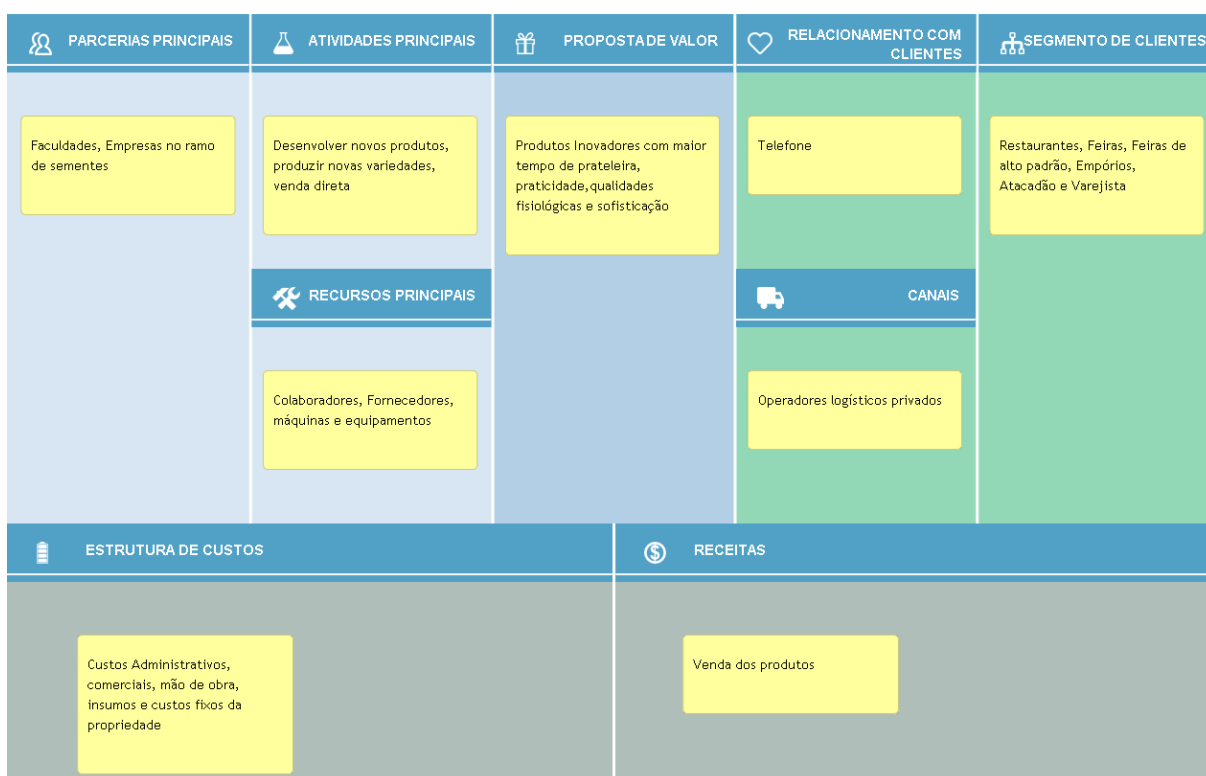 PARCERIAS PRINCIPAIS
Faculdades, Empresas no ramo
de sementes
ATIVIDADES PRINCIPAIS
Desenvolver novos produtos,
produzir novas variedades,
venda direta
RECURSOS PRINCIPAIS
Colaboradores, Fornecedores,
máquinas e equipamentos
PROPOSTA DE VALOR
Produtos Inovadores com maior
tempo de prateleira,
praticidade, qualidades
fisiológicas e sofisticação
RELACIONAMENTO COM
CLIENTES
Telefone
CANAIS
Operadores logísticos privados
SEGMENTO DE CLIENTES
Restaurantes, Feiras, Feiras de
alto padrão, Empórios,
Atacadão e Varejista
ESTRUTURA DE CUSTOS
Custos Administrativos,
comerciais, mão de obra,
insumos e custos fixos da
propriedade
RECEITAS
Venda dos produtos